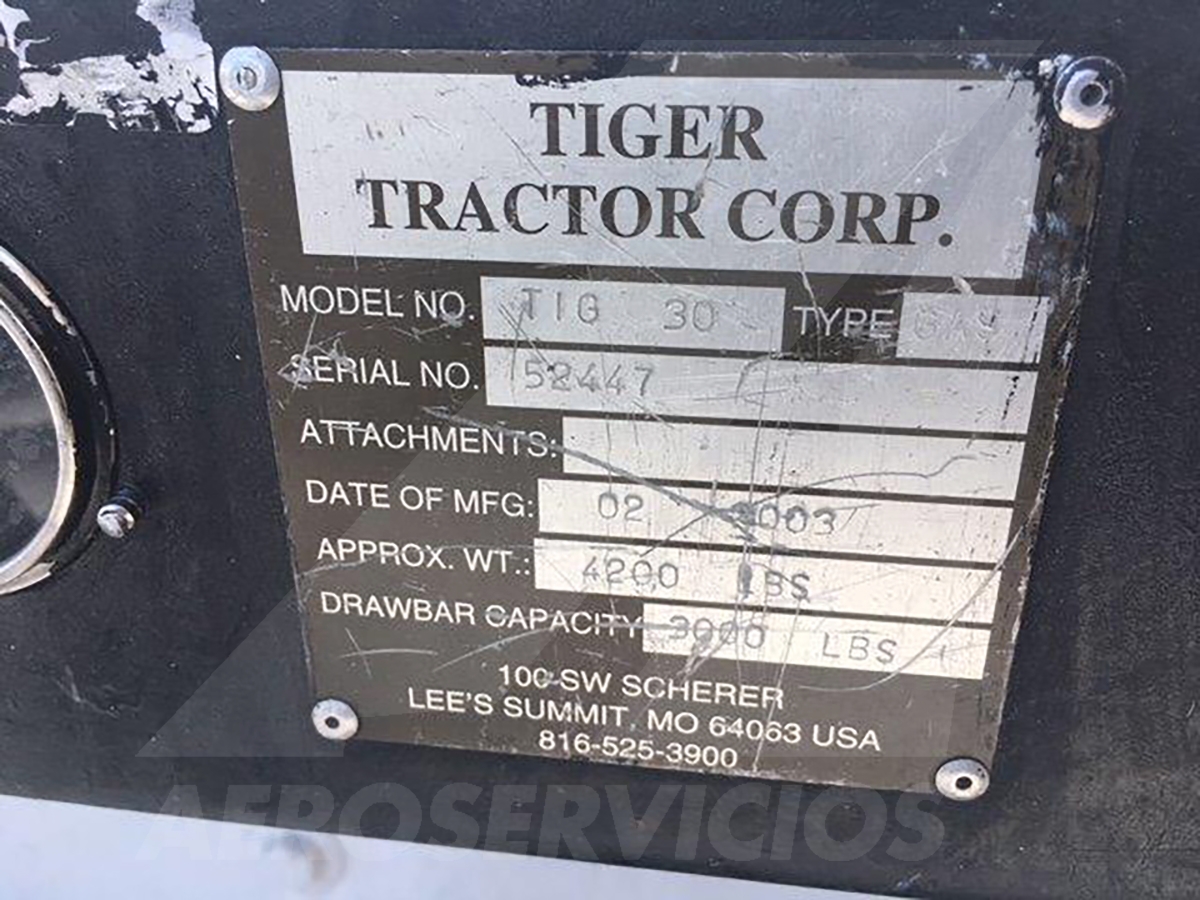 TIGER
TRACTOR CORP.
MODEL NO. TIG 30 TYPE GAS
SERIAL NO. 52447
ATTACHMENTS:
DATE OF MFG: 02 2003
APPROX. WT.: 4200 LBS
DRAWBAR CAPACITY 3000 LBS
100 SW SCHERER
LEE'S SUMMIT, MO 64063 USA
816-525-3900
AEROSERVICIOS